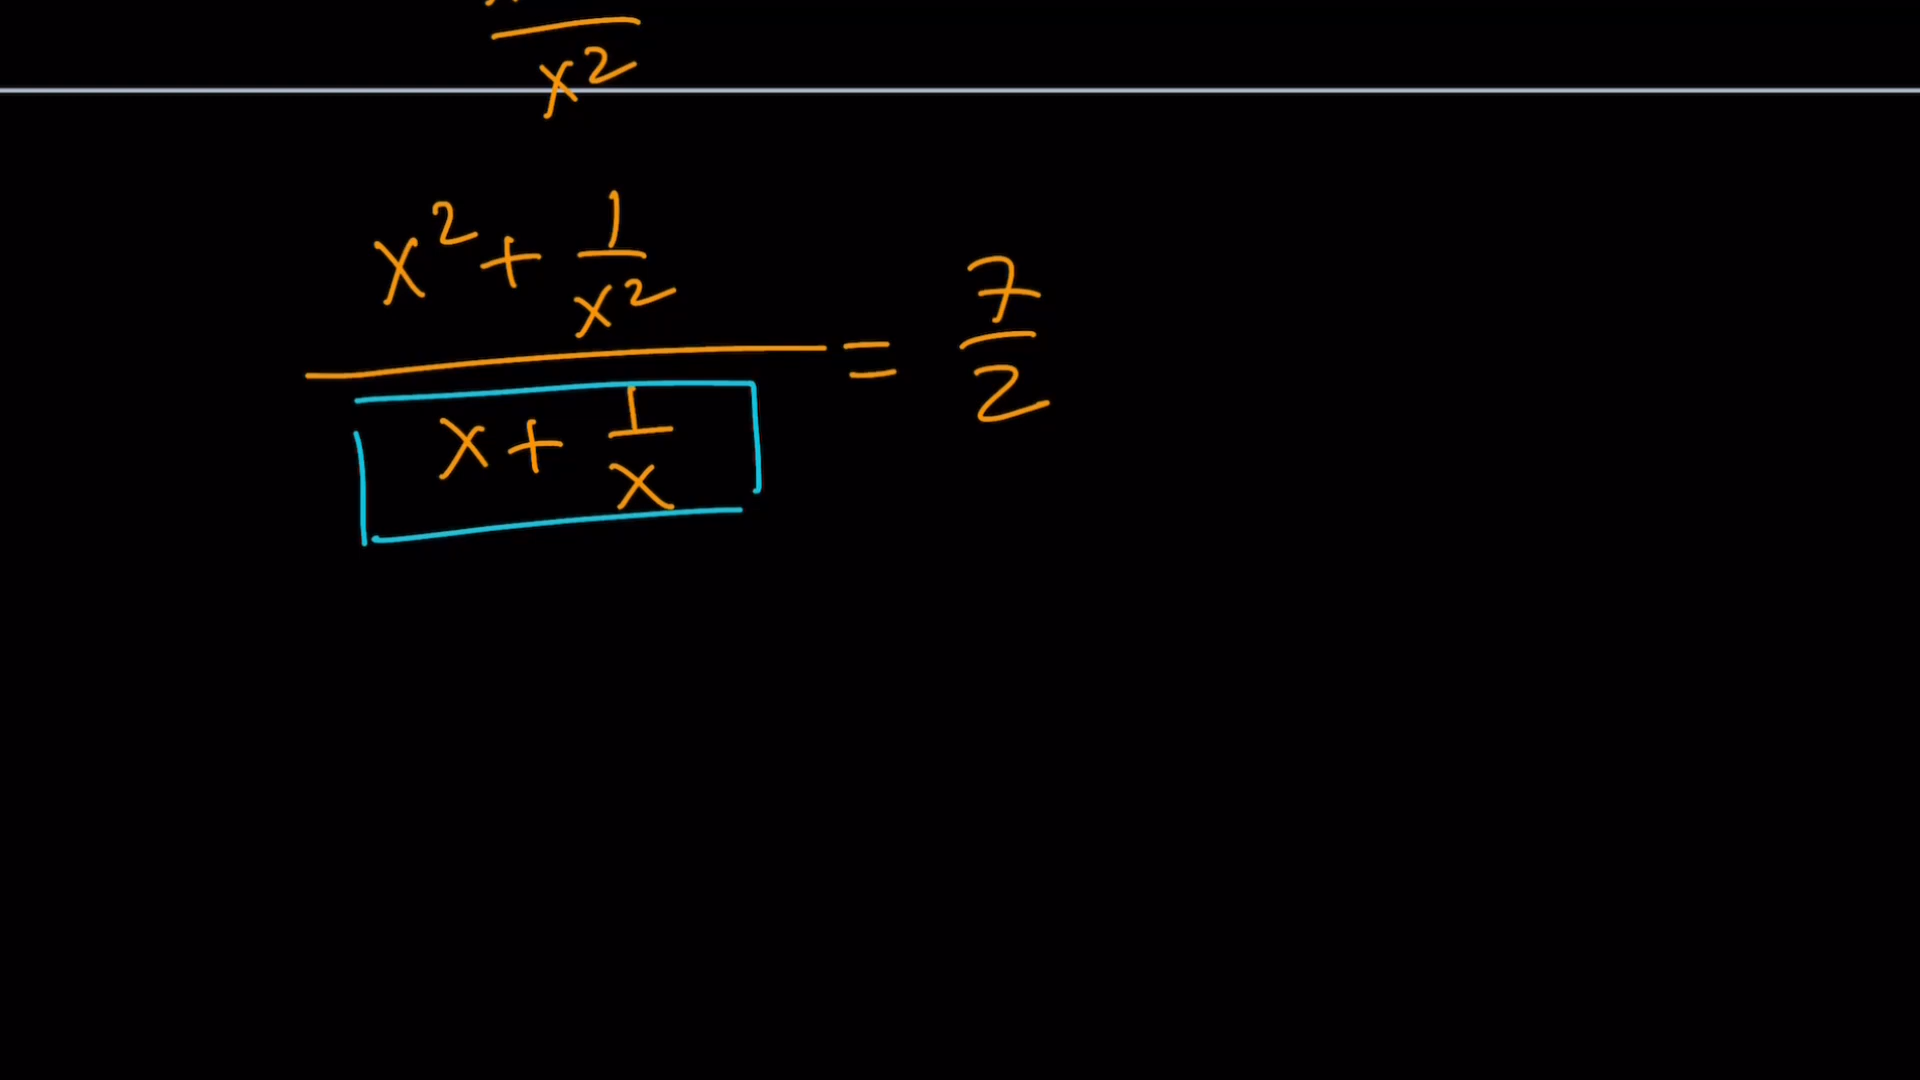 x²
x² + 1/x²
———— = 7/2
x + 1/x